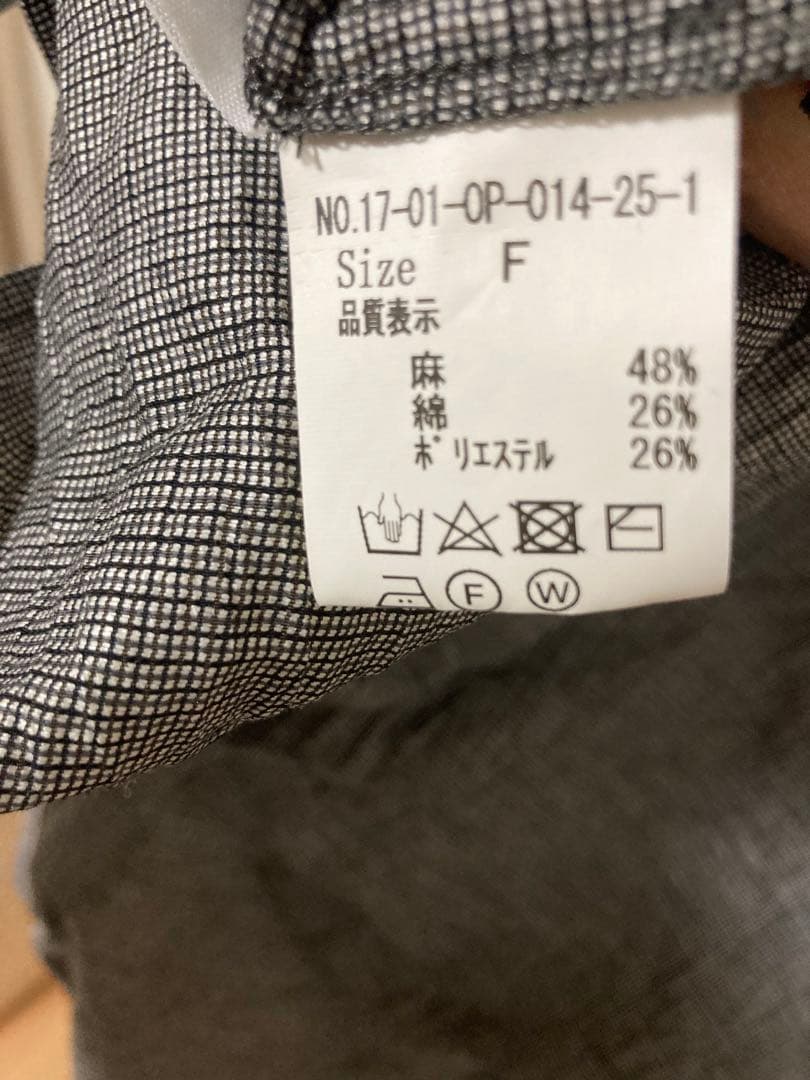 NO.17-01-OP-014-25-1
Size F
品質表示
麻 48%
綿 26%
ポリエステル 26%
F W